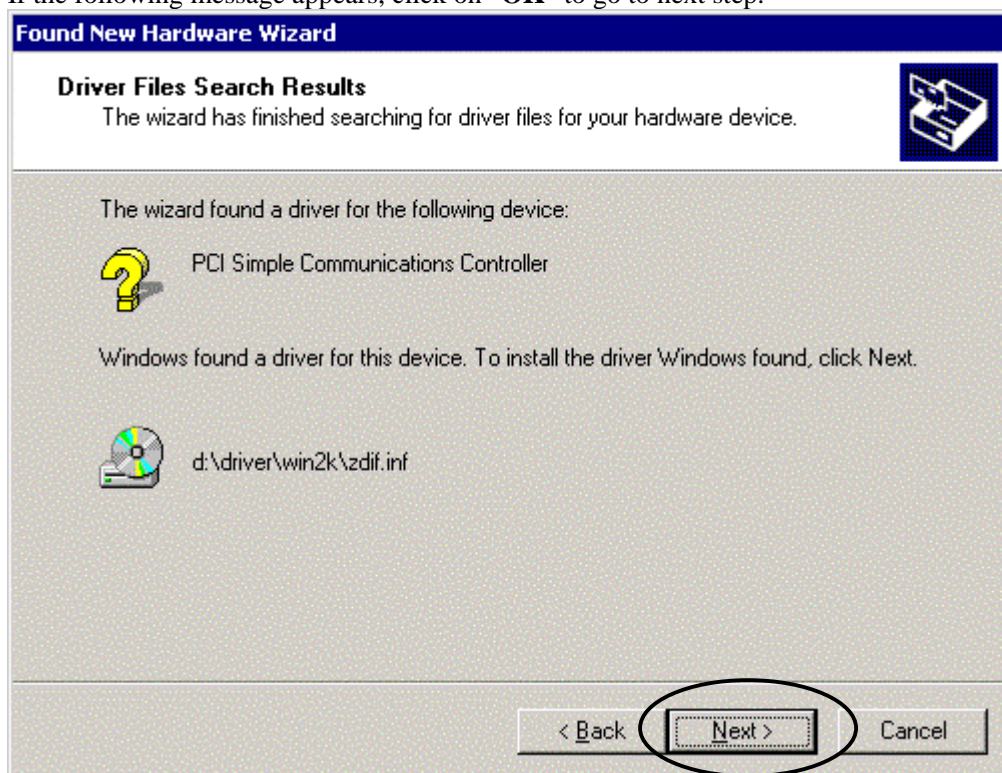 If the following message appears, click on "OK" to go to next step.
Found New Hardware Wizard
Driver Files Search Results
The wizard has finished searching for driver files for your hardware device.
The wizard found a driver for the following device:
PCI Simple Communications Controller
Windows found a driver for this device. To install the driver Windows found, click Next.
d:\driver\win2k\zdif.inf
< Back Next > Cancel